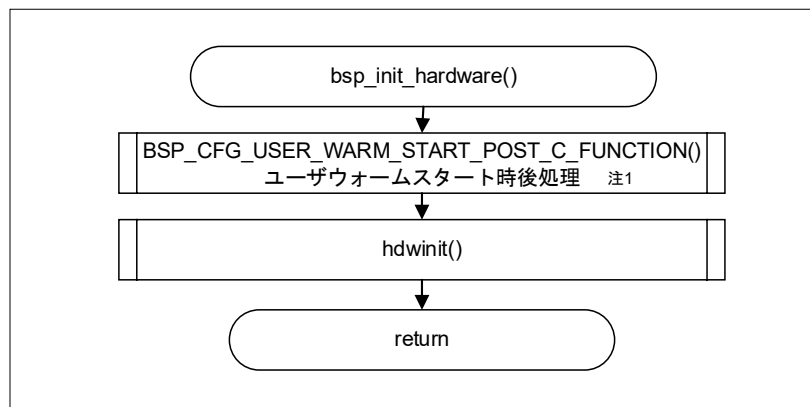 bsp_init_hardware()
BSP_CFG_USER_WARM_START_POST_C_FUNCTION()
ユーザウォームスタート時後処理 注1
hdwinit()
return